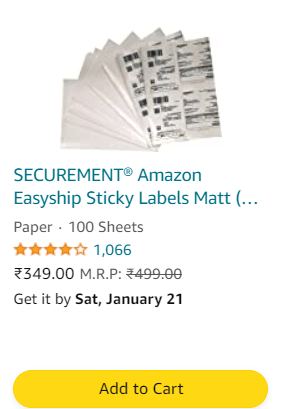 SECUREMENT® Amazon
Easyship Sticky Labels Matt (…
Paper · 100 Sheets
1,066
₹349.00 M.R.P: ₹499.00
Get it by Sat, January 21
Add to Cart